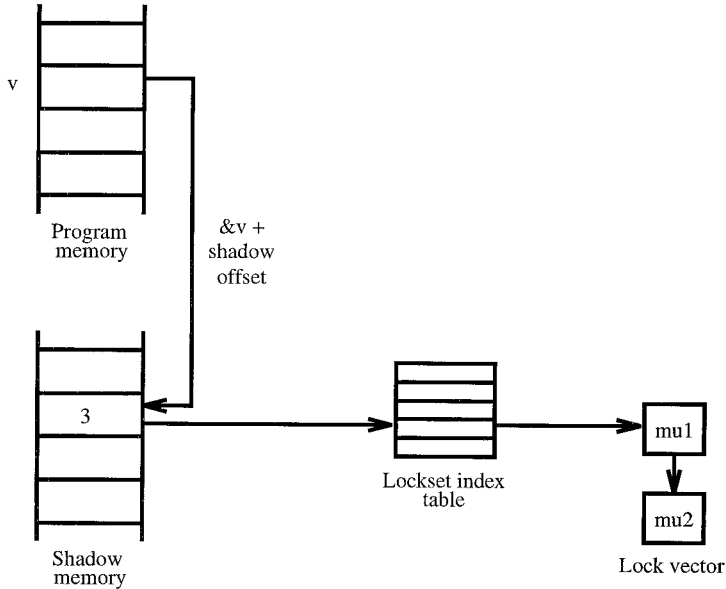 v
Program
memory
&v +
shadow
offset
3
Shadow
memory
Lockset index
table
mu1
mu2
Lock vector